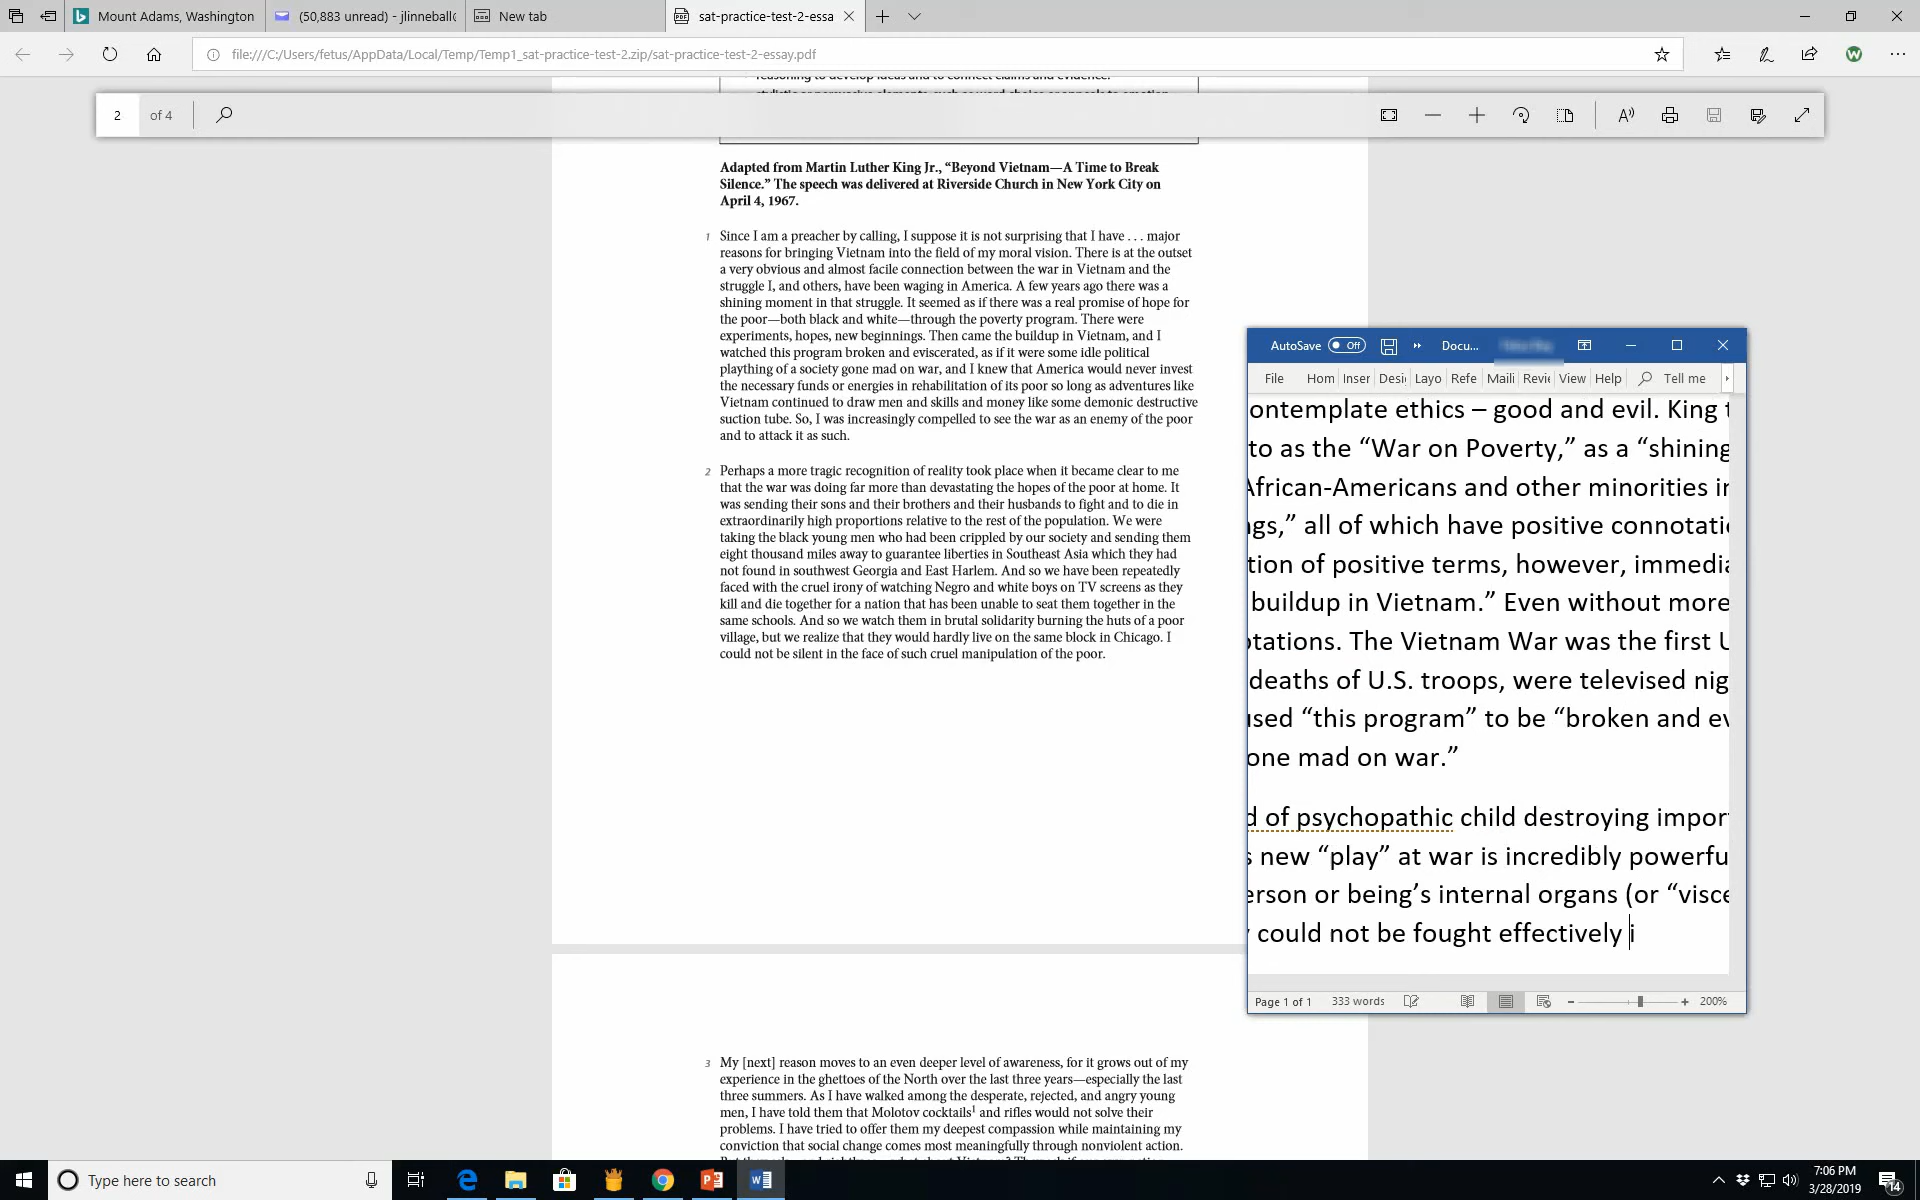 Mount Adams, Washington
(50,883 unread) - jlinneball
New tab
sat-practice-test-2-essa
file:///C:/Users/fetus/AppData/Local/Temp/Temp1_sat-practice-test-2.zip/sat-practice-test-2-essay.pdf
2 of 4
Adapted from Martin Luther King Jr., “Beyond Vietnam—A Time to Break
Silence.” The speech was delivered at Riverside Church in New York City on
April 4, 1967.
1 Since I am a preacher by calling, I suppose it is not surprising that I have . . . major
reasons for bringing Vietnam into the field of my moral vision. There is at the outset
a very obvious and almost facile connection between the war in Vietnam and the
struggle I, and others, have been waging in America. A few years ago there was a
shining moment in that struggle. It seemed as if there was a real promise of hope for
the poor—both black and white—through the poverty program. There were
experiments, hopes, new beginnings. Then came the buildup in Vietnam, and I
watched this program broken and eviscerated, as if it were some idle political
plaything of a society gone mad on war, and I knew that America would never invest
the necessary funds or energies in rehabilitation of its poor so long as adventures like
Vietnam continued to draw men and skills and money like some demonic destructive
suction tube. So, I was increasingly compelled to see the war as an enemy of the poor
and to attack it as such.
2 Perhaps a more tragic recognition of reality took place when it became clear to me
that the war was doing far more than devastating the hopes of the poor at home. It
was sending their sons and their brothers and their husbands to fight and to die in
extraordinarily high proportions relative to the rest of the population. We were
taking the black young men who had been crippled by our society and sending them
eight thousand miles away to guarantee liberties in Southeast Asia which they had
not found in southwest Georgia and East Harlem. And so we have been repeatedly
faced with the cruel irony of watching Negro and white boys on TV screens as they
kill and die together for a nation that has been unable to seat them together in the
same schools. And so we watch them in brutal solidarity burning the huts of a poor
village, but we realize that they would hardly live on the same block in Chicago. I
could not be silent in the face of such cruel manipulation of the poor.
3 My [next] reason moves to an even deeper level of awareness, for it grows out of my
experience in the ghettoes of the North over the last three years—especially the last
three summers. As I have walked among the desperate, rejected, and angry young
men, I have told them that Molotov cocktails1 and rifles would not solve their
problems. I have tried to offer them my deepest compassion while maintaining my
conviction that social change comes most meaningfully through nonviolent action.
AutoSave Off Docu...
File Hom Inser Desi Layo Refe Maili Revie View Help Tell me
ontemplate ethics – good and evil. King t
to as the “War on Poverty,” as a “shining
African-Americans and other minorities in
ngs,” all of which have positive connotati
tion of positive terms, however, immedia
buildup in Vietnam.” Even without more
otations. The Vietnam War was the first U
deaths of U.S. troops, were televised nig
used “this program” to be “broken and ev
one mad on war.”
d of psychopathic child destroying impor
s new “play” at war is incredibly powerfu
erson or being’s internal organs (or “visce
y could not be fought effectively i
Page 1 of 1 333 words 200%
Type here to search
7:06 PM
3/28/2019
14